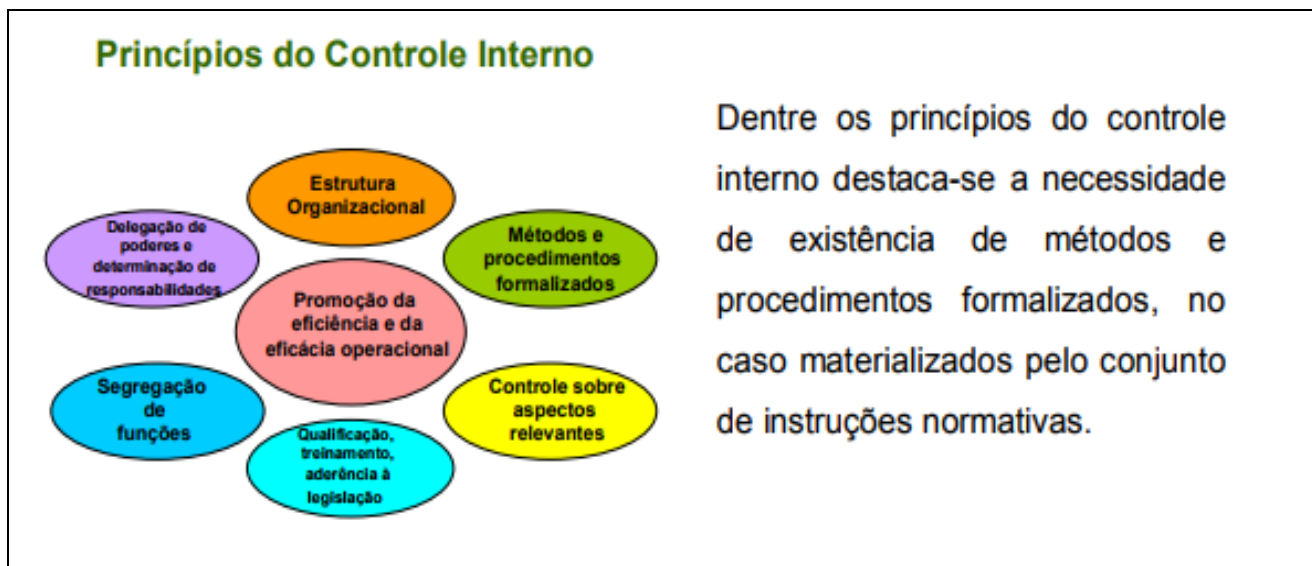 Princípios do Controle Interno
Estrutura
Organizacional
Delegação de
poderes e
determinação de
responsabilidades
Métodos e
procedimentos
formalizados
Promoção da
eficiência e da
eficácia operacional
Segregação
de
funções
Controle sobre
aspectos
relevantes
Qualificação,
treinamento,
aderência à
legislação
Dentre os princípios do controle
interno destaca-se a necessidade
de existência de métodos e
procedimentos formalizados, no
caso materializados pelo conjunto
de instruções normativas.